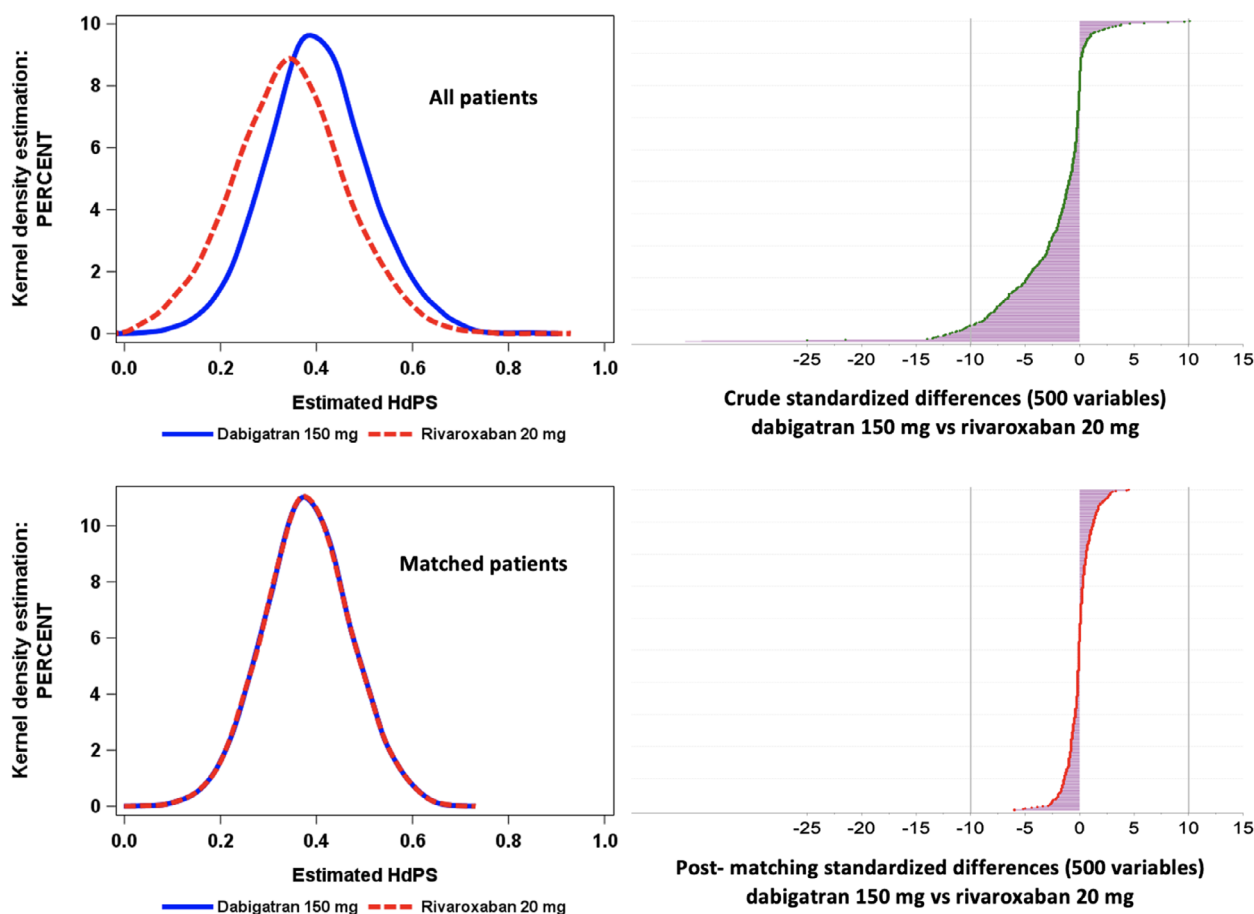 Kernel density estimation:
PERCENT
10
8
6
4
2
0
All patients
0.0 0.2 0.4 0.6 0.8 1.0
Estimated HdPS
Dabigatran 150 mg Rivaroxaban 20 mg
-25 -20 -15 -10 -5 0 5 10 15
Crude standardized differences (500 variables)
dabigatran 150 mg vs rivaroxaban 20 mg
Kernel density estimation:
PERCENT
10
8
6
4
2
0
Matched patients
0.0 0.2 0.4 0.6 0.8 1.0
Estimated HdPS
Dabigatran 150 mg Rivaroxaban 20 mg
-25 -20 -15 -10 -5 0 5 10 15
Post- matching standardized differences (500 variables)
dabigatran 150 mg vs rivaroxaban 20 mg